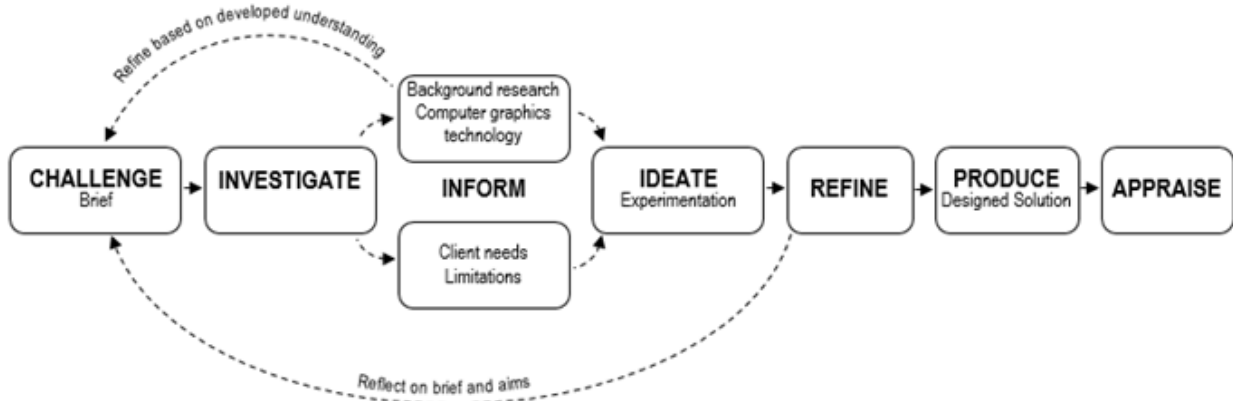 Refine based on developed understanding
CHALLENGE
Brief
INVESTIGATE
Background research
Computer graphics
technology
INFORM
Client needs
Limitations
IDEATE
Experimentation
REFINE
PRODUCE
Designed Solution
APPRAISE
Reflect on brief and aims